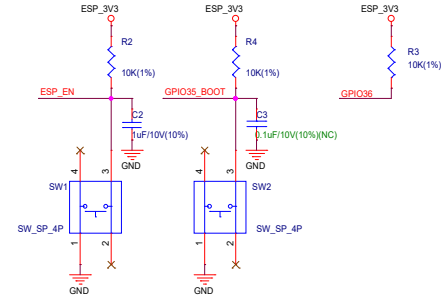 ESP_3V3
ESP_3V3
ESP_3V3
R2
10K(1%)
R4
10K(1%)
R3
10K(1%)
ESP_EN
GPIO35_BOOT
GPIO36
C2
1uF/10V(10%)
C3
0.1uF/10V(10%)(NC)
GND
GND
4
3
4
3
SW1
SW2
SW_SP_4P
SW_SP_4P
1
2
1
2
GND
GND